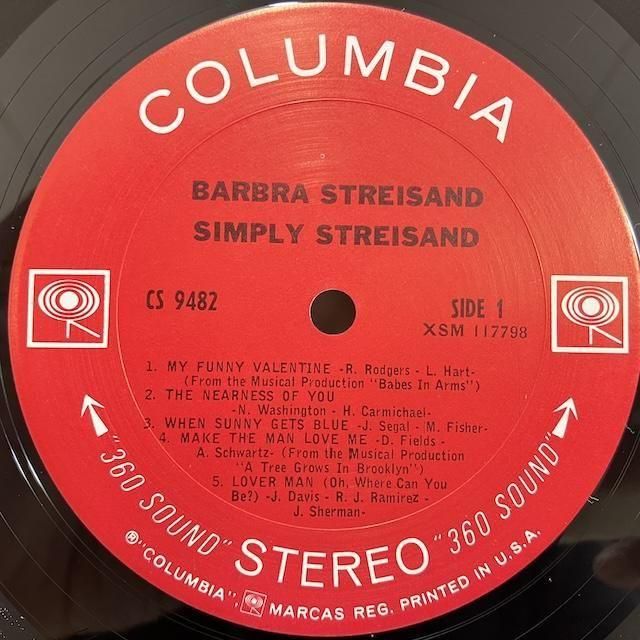 COLUMBIA
BARBRA STREISAND
SIMPLY STREISAND
CS 9482
SIDE 1
XSM 117798
1. MY FUNNY VALENTINE -R. Rodgers - L. Hart-
(From the Musical Production "Babes In Arms")
2. THE NEARNESS OF YOU
-N. Washington - H. Carmichael-
3. WHEN SUNNY GETS BLUE -J. Segal -M. Fisher-
4. MAKE THE MAN LOVE ME -D. Fields -
A. Schwartz- (From the Musical Production
"A Tree Grows In Brooklyn")
5. LOVER MAN (Oh, Where Can You
Be?) -J. Davis - R. J. Ramirez -
J. Sherman-
"360 SOUND" STEREO "360 SOUND"
® "COLUMBIA", MARCAS REG. PRINTED IN U.S.A.